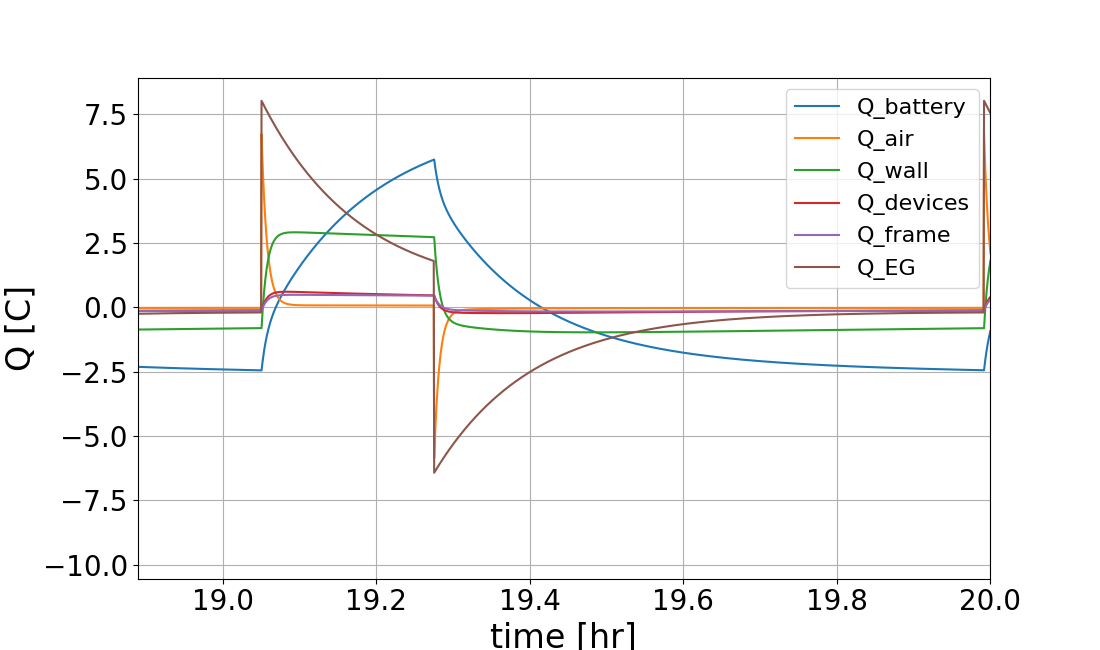 Q_battery
Q_air
Q_wall
Q_devices
Q_frame
Q_EG
Q [C]
7.5
5.0
2.5
0.0
−2.5
−5.0
−7.5
−10.0
19.0 19.2 19.4 19.6 19.8 20.0
time [hr]